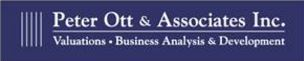 Peter Ott & Associates Inc.
Valuations • Business Analysis & Development